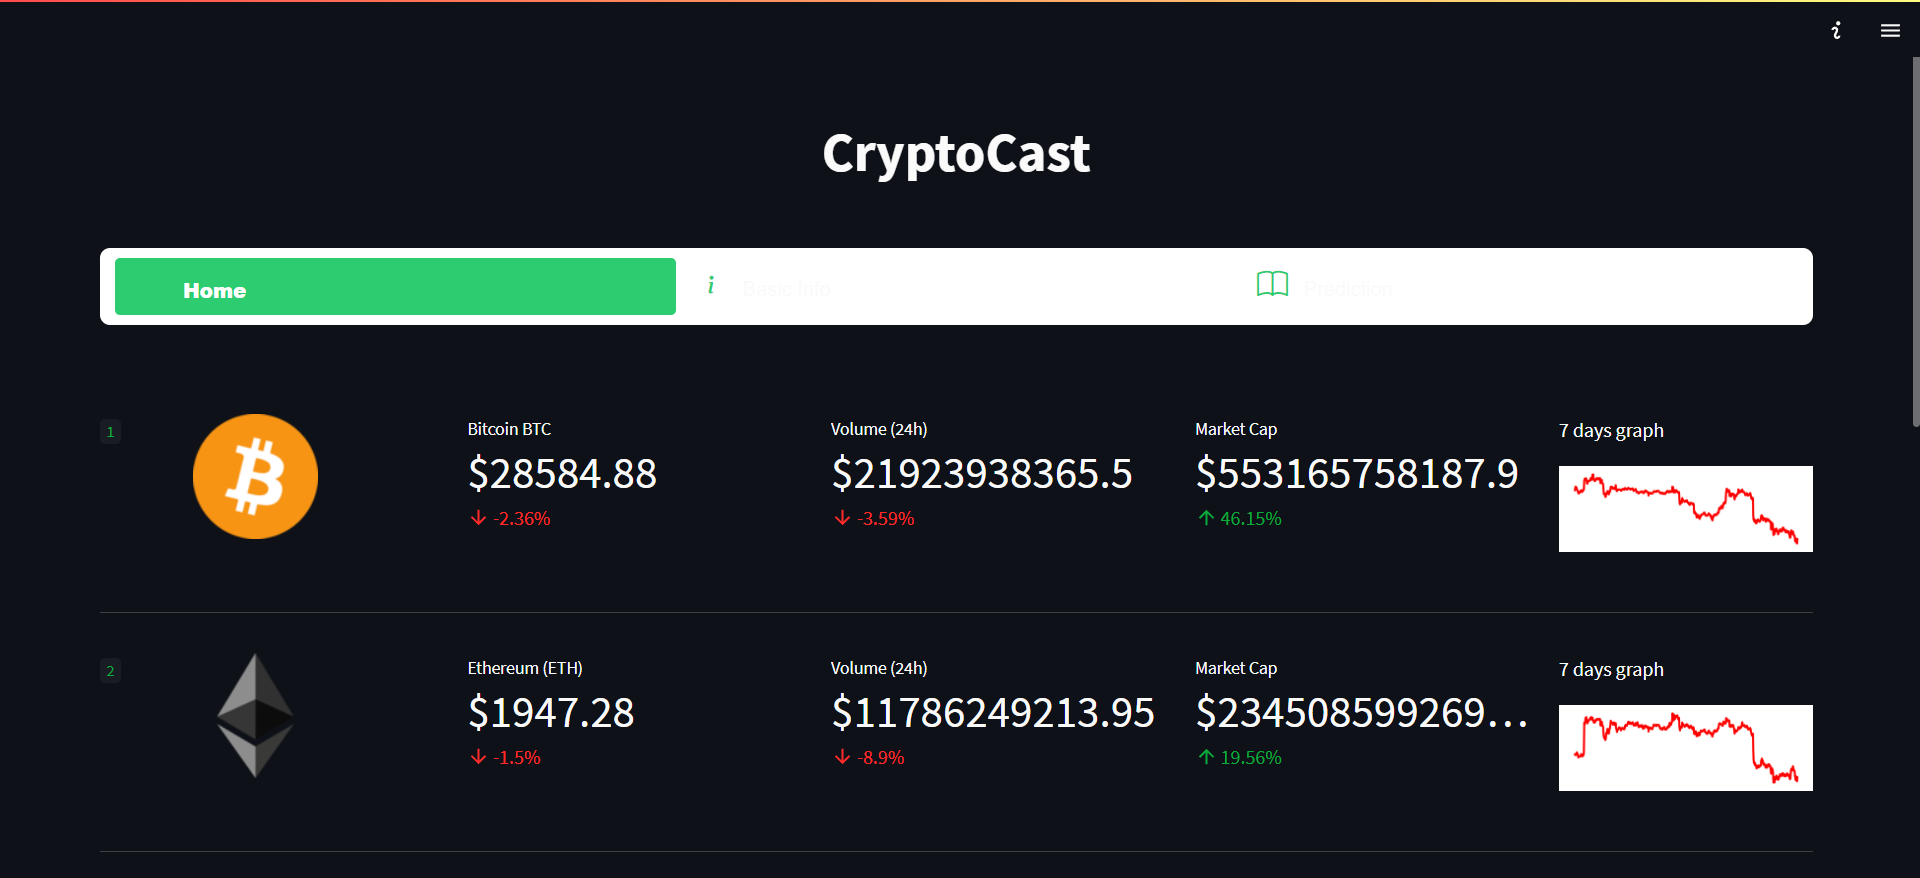 CryptoCast
Home
Basic Info
Prediction
1
Bitcoin BTC
$28584.88
↓ -2.36%
Volume (24h)
$21923938365.5
↓ -3.59%
Market Cap
$553165758187.9
↑ 46.15%
7 days graph
2
Ethereum (ETH)
$1947.28
↓ -1.5%
Volume (24h)
$11786249213.95
↓ -8.9%
Market Cap
$234508599269…
↑ 19.56%
7 days graph